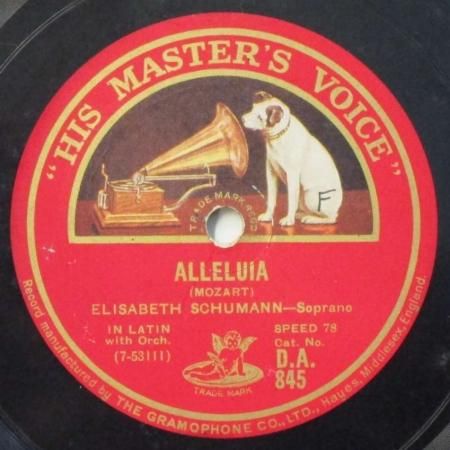 "HIS MASTER'S VOICE"
F
TRADE MARK REGD
ALLELUIA
(MOZART)
ELISABETH SCHUMANN—Soprano
IN LATIN
with Orch.
(7-53111)
SPEED 78
Cat. No.
D.A.
845
TRADE MARK
Record manufactured by THE GRAMOPHONE CO., LTD., Hayes, Middlesex, England.